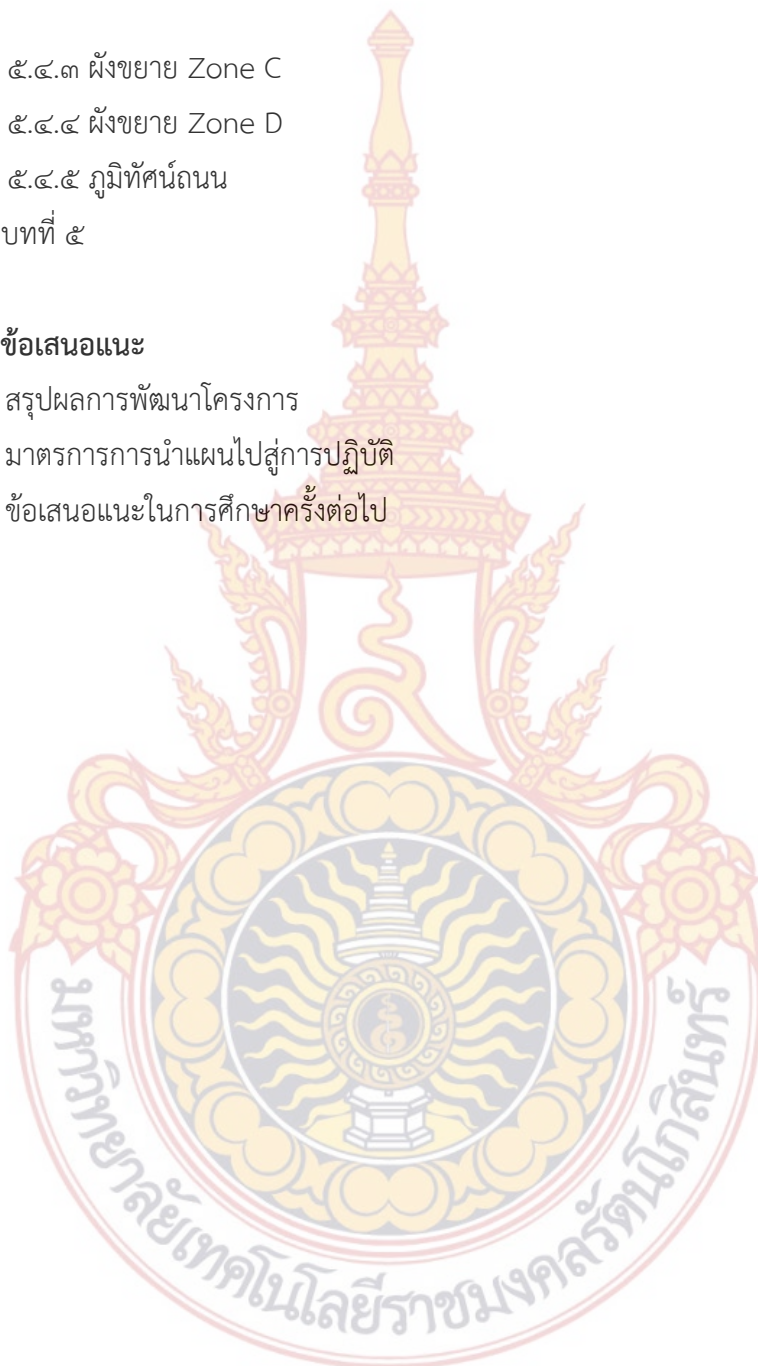 ๕.๔.๓ ผังขยาย Zone C
๕.๔.๔ ผังขยาย Zone D
๕.๔.๕ ภูมิทัศน์ถนน
บทที่ ๕
ข้อเสนอแนะ
สรุปผลการพัฒนาโครงการ
มาตรการการนำแผนไปสู่การปฏิบัติ
ข้อเสนอแนะในการศึกษาครั้งต่อไป
มหาวิทยาลัยเทคโนโลยีราชมงคลรัตนโกสินทร์